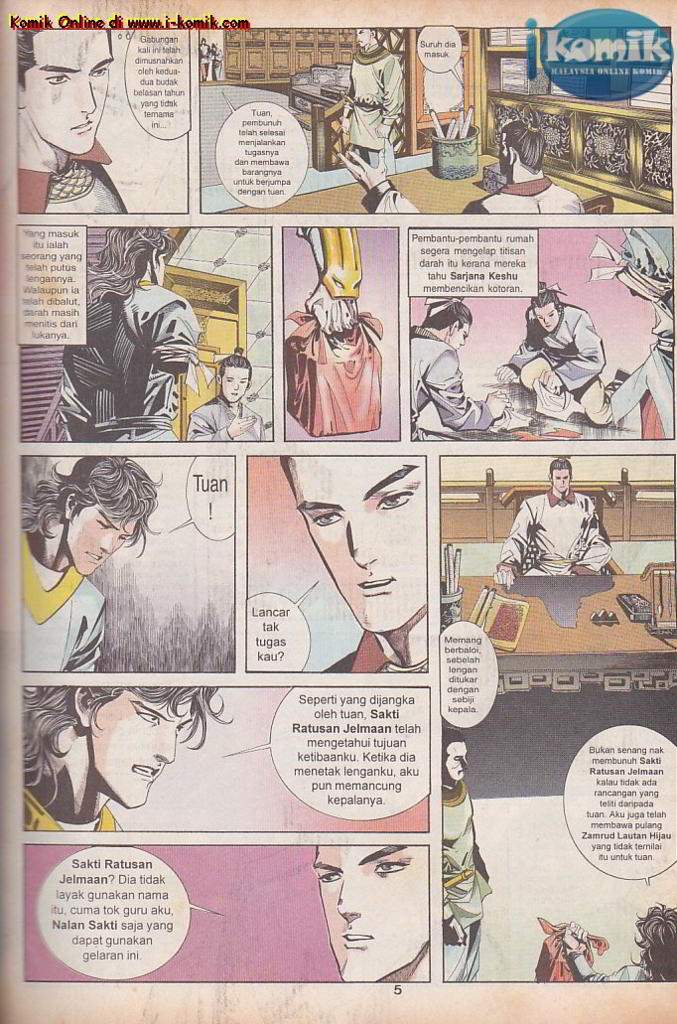 Komik Online di www.i-komik.com
i komik
MALAYSIA ONLINE KOMIK
Gabungan
kali ini telah
dimusnahkan
oleh kedua-
dua budak
belasan tahun
yang tidak
ternama
ini...
Suruh dia
masuk.
Tuan,
pembunuh
telah selesai
menjalankan
tugasnya
dan membawa
barangnya
untuk berjumpa
dengan tuan.
Yang masuk
itu ialah
seorang yang
telah putus
lengannya.
Walaupun ia
telah dibalut,
darah masih
menitis dari
lukanya.
Pembantu-pembantu rumah
segera mengelap titisan
darah itu kerana mereka
tahu Sarjana Keshu
membencikan kotoran.
Tuan
!
Lancar
tak
tugas
kau?
Memang
berbaloi,
sebelah
lengan
ditukar
dengan
sebiji
kepala.
Seperti yang dijangka
oleh tuan, Sakti
Ratusan Jelmaan telah
mengetahui tujuan
ketibaanku. Ketika dia
menetak lenganku, aku
pun memancung
kepalanya.
Bukan senang nak
membunuh Sakti
Ratusan Jelmaan
kalau tidak ada
rancangan yang
teliti daripada
tuan. Aku juga telah
membawa pulang
Zamrud Lautan Hijau
yang tidak ternilai
itu untuk tuan.
Sakti Ratusan
Jelmaan? Dia tidak
layak gunakan nama
itu, cuma tok guru aku,
Nalan Sakti saja yang
dapat gunakan
gelaran ini.
5